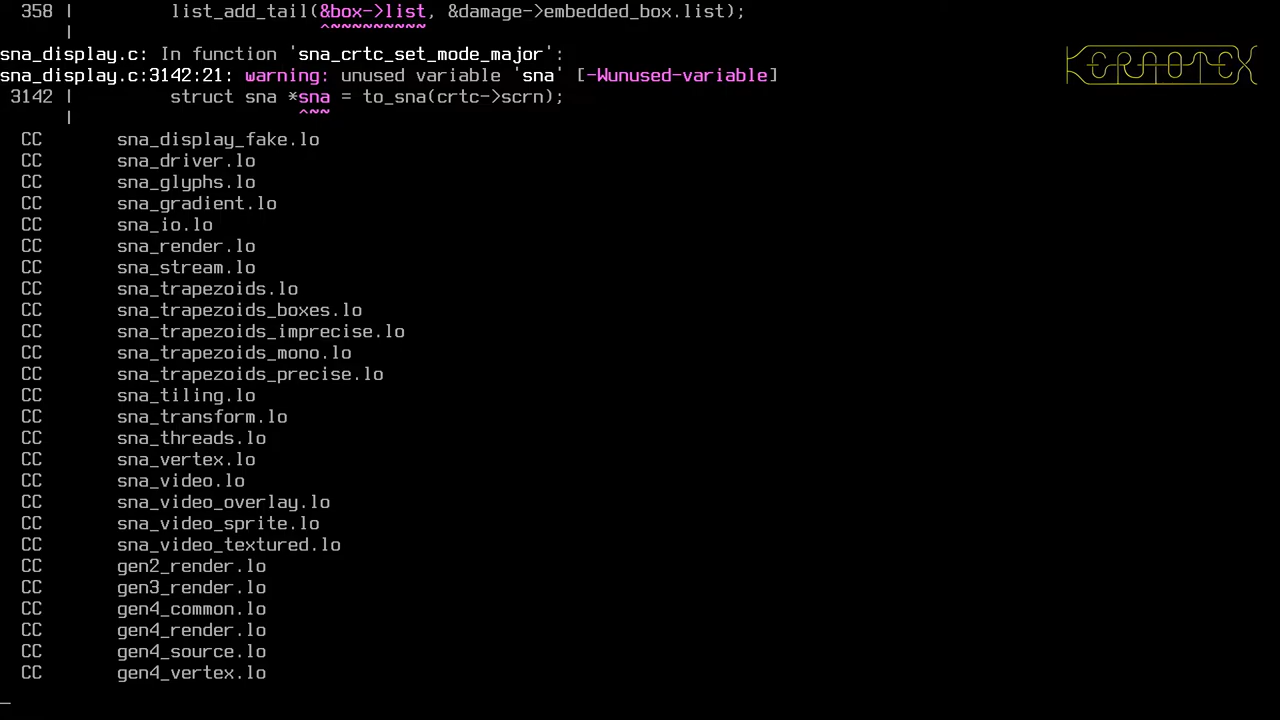 358 |         list_add_tail(&box->list, &damage->embedded_box.list);
    |                       ^~~~~~~~~~
sna_display.c: In function 'sna_crtc_set_mode_major':
sna_display.c:3142:21: warning: unused variable 'sna' [-Wunused-variable]
3142 |         struct sna *sna = to_sna(crtc->scrn);
     |                     ^~~
CC       sna_display_fake.lo
CC       sna_driver.lo
CC       sna_glyphs.lo
CC       sna_gradient.lo
CC       sna_io.lo
CC       sna_render.lo
CC       sna_stream.lo
CC       sna_trapezoids.lo
CC       sna_trapezoids_boxes.lo
CC       sna_trapezoids_imprecise.lo
CC       sna_trapezoids_mono.lo
CC       sna_trapezoids_precise.lo
CC       sna_tiling.lo
CC       sna_transform.lo
CC       sna_threads.lo
CC       sna_vertex.lo
CC       sna_video.lo
CC       sna_video_overlay.lo
CC       sna_video_sprite.lo
CC       sna_video_textured.lo
CC       gen2_render.lo
CC       gen3_render.lo
CC       gen4_common.lo
CC       gen4_render.lo
CC       gen4_source.lo
CC       gen4_vertex.lo